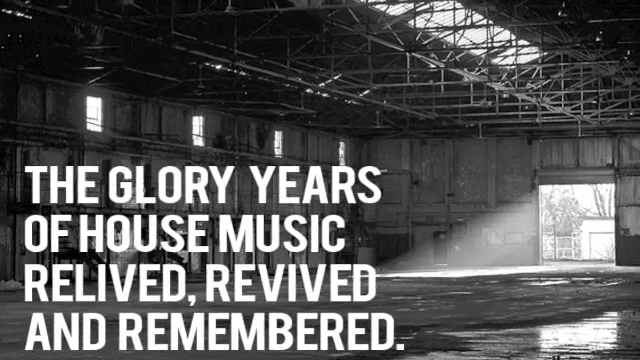 THE GLORY YEARS
OF HOUSE MUSIC
RELIVED, REVIVED
AND REMEMBERED.